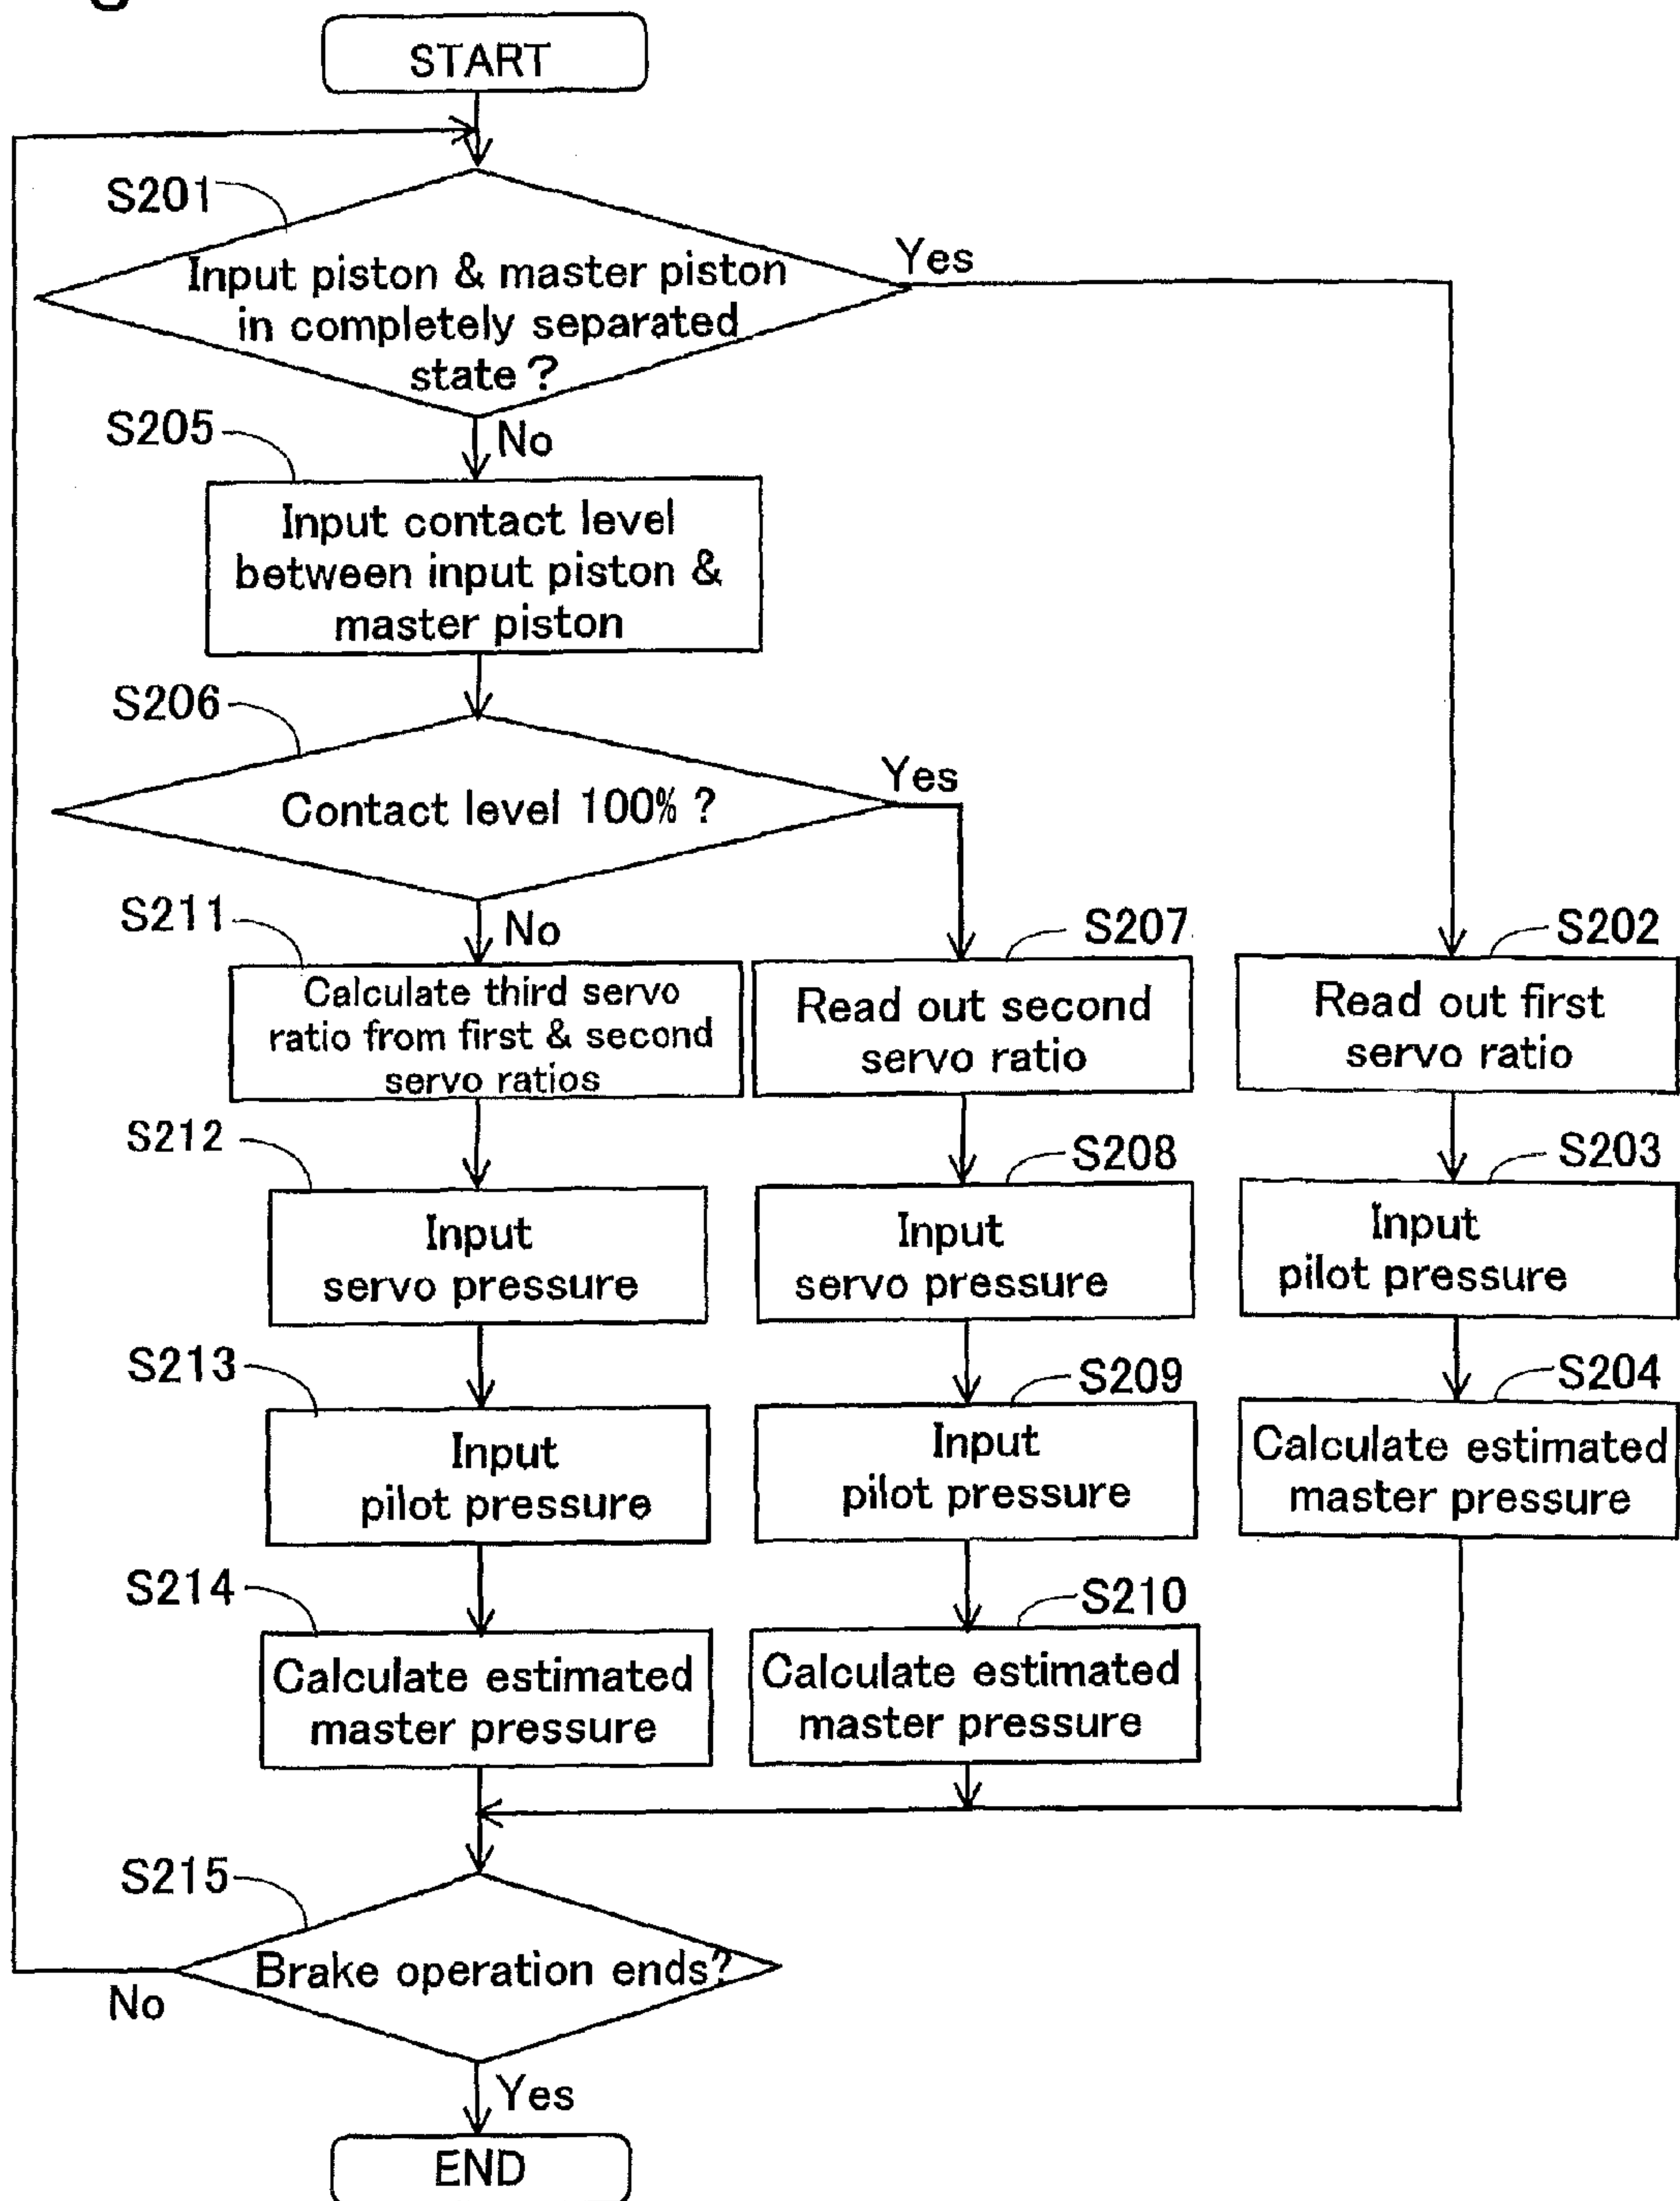 START
S201
Input piston & master piston
in completely separated
state ?
Yes
No
S205
Input contact level
between input piston &
master piston
S206
Contact level 100% ?
Yes
No
S211
Calculate third servo
ratio from first & second
servo ratios
S207
Read out second
servo ratio
S202
Read out first
servo ratio
S212
Input
servo pressure
S208
Input
servo pressure
S203
Input
pilot pressure
S213
Input
pilot pressure
S209
Input
pilot pressure
S204
Calculate estimated
master pressure
S214
Calculate estimated
master pressure
S210
Calculate estimated
master pressure
S215
Brake operation ends?
No
Yes
END